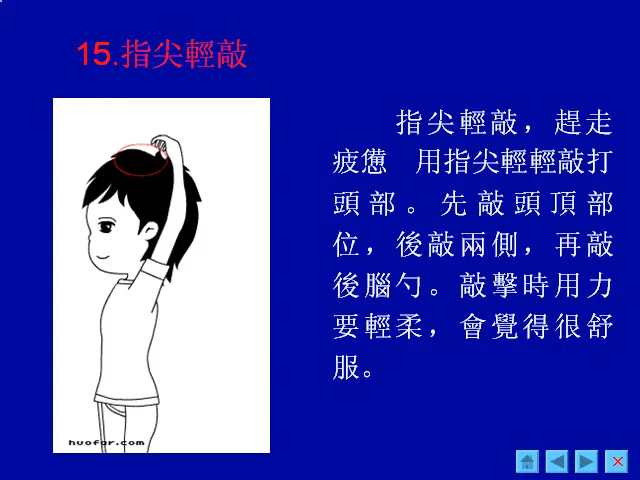 15.指尖輕敲
指尖輕敲，趕走
疲憊 用指尖輕輕敲打
頭部。先敲頭頂部
位，後敲兩側，再敲
後腦勺。敲擊時用力
要輕柔，會覺得很舒
服。
huofar.com